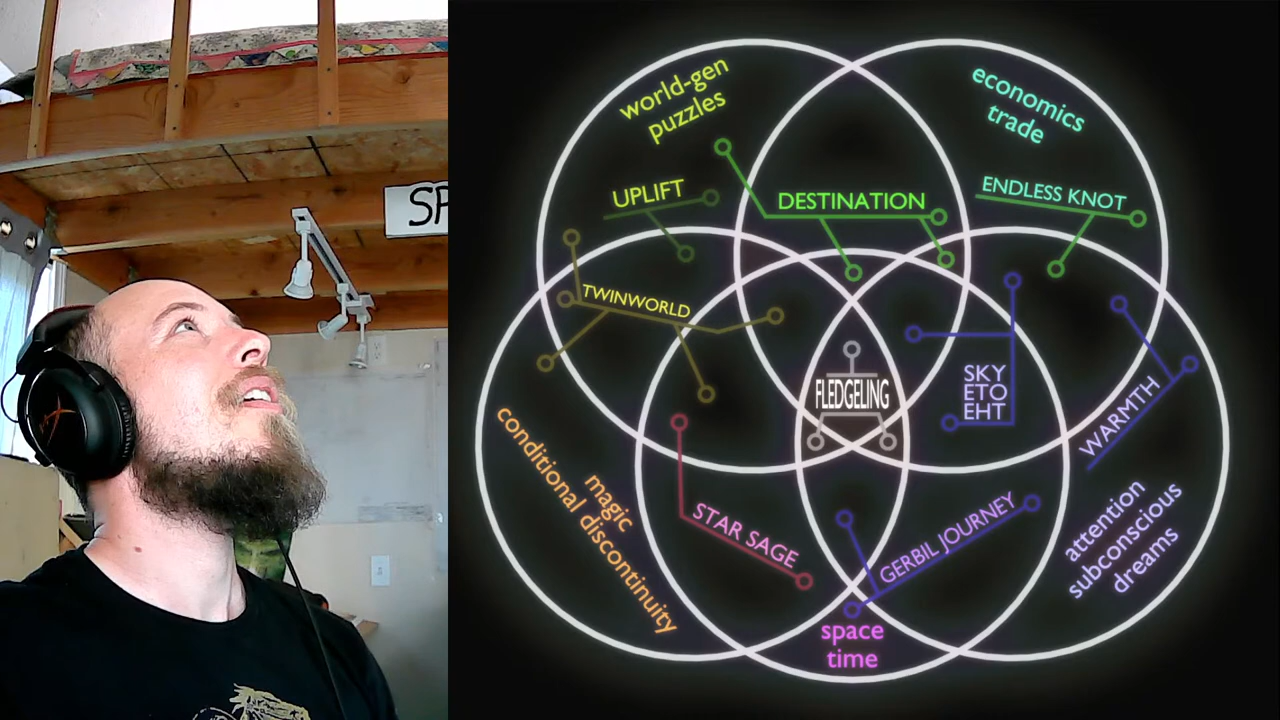 SP
world-gen
puzzles
economics
trade
UPLIFT
DESTINATION
ENDLESS KNOT
TWINWORLD
FLEDGELING
SKY
ETO
EHT
WARMTH
magic
conditional discontinuity
STAR SAGE
GERBIL JOURNEY
attention
subconscious
dreams
space
time